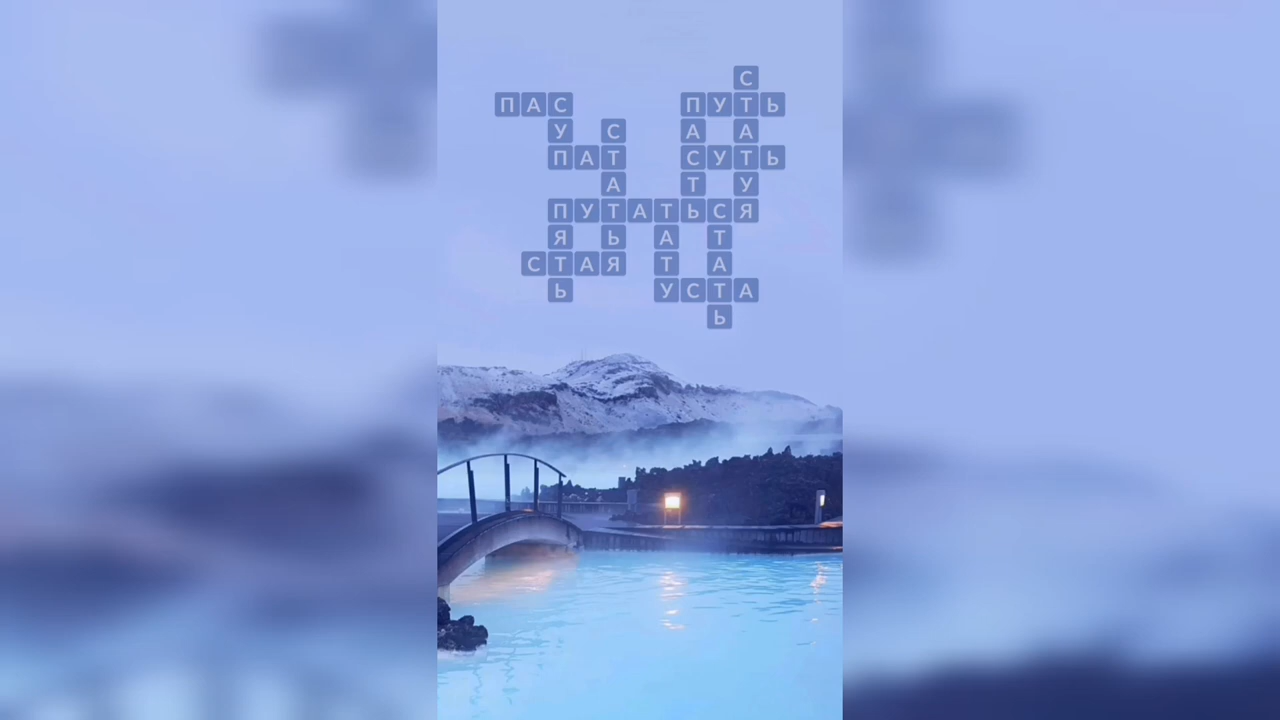 С
ПАС ПУТЬ
У С А А
ПАТ СУТЬ
А Т У
ПУТАТЬСЯ
Я Ь А Т
СТАЯ Т А
Ь УСТА
Ь